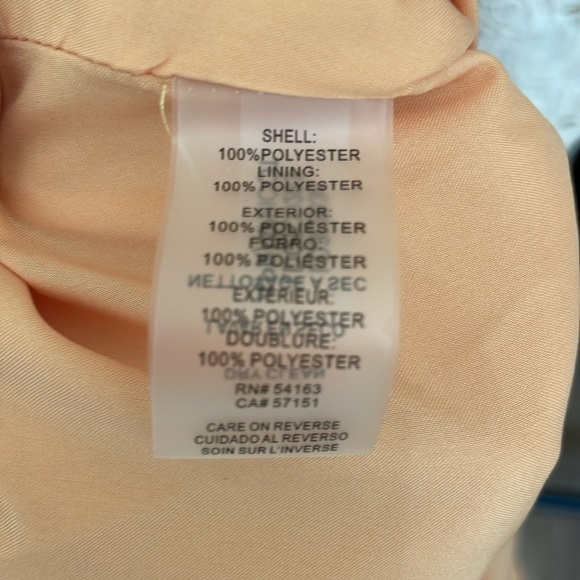 SHELL:
100%POLYESTER
LINING:
100% POLYESTER
EXTERIOR:
100% POLIÉSTER
FORRO:
100% POLIÉSTER
EXTÉRIEUR:
100% POLYESTER
DOUBLURE:
100% POLYESTER
RN# 54163
CA# 57151
CARE ON REVERSE
CUIDADO AL REVERSO
SOIN SUR L'INVERSE